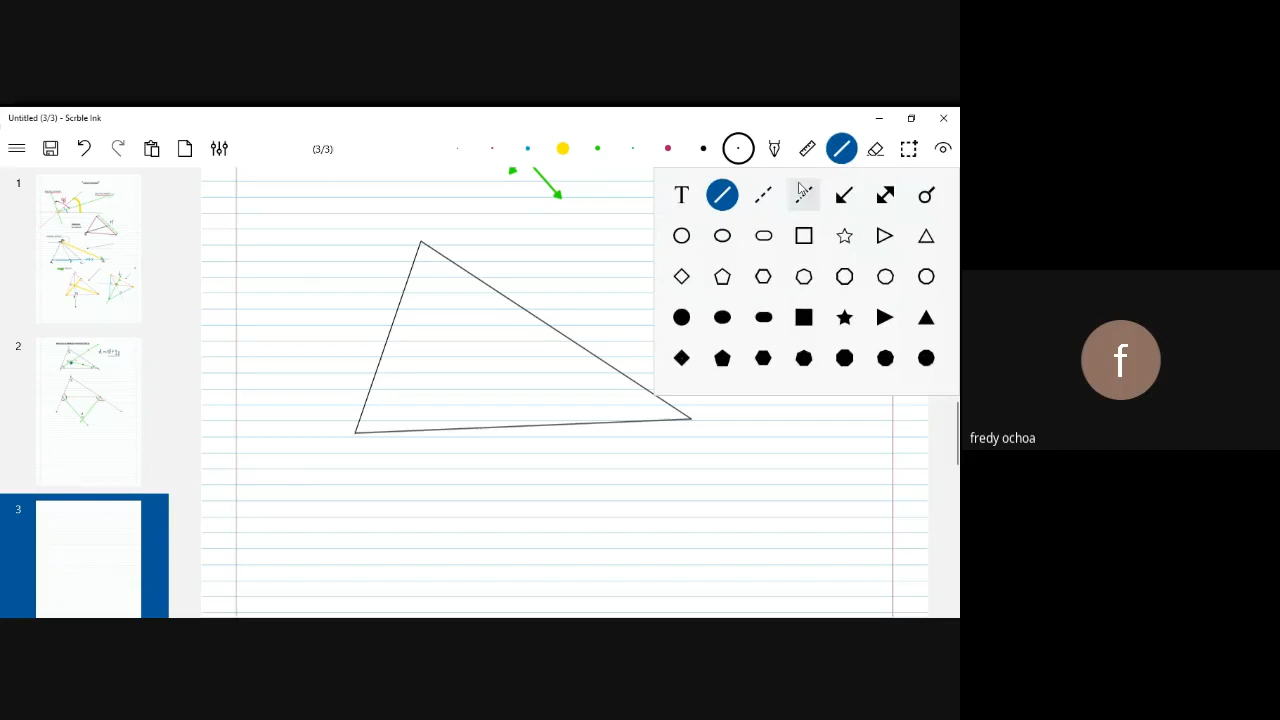 Untitled (3/3) - Scrble Ink
(3/3)
T
1
2
3
f
fredy ochoa